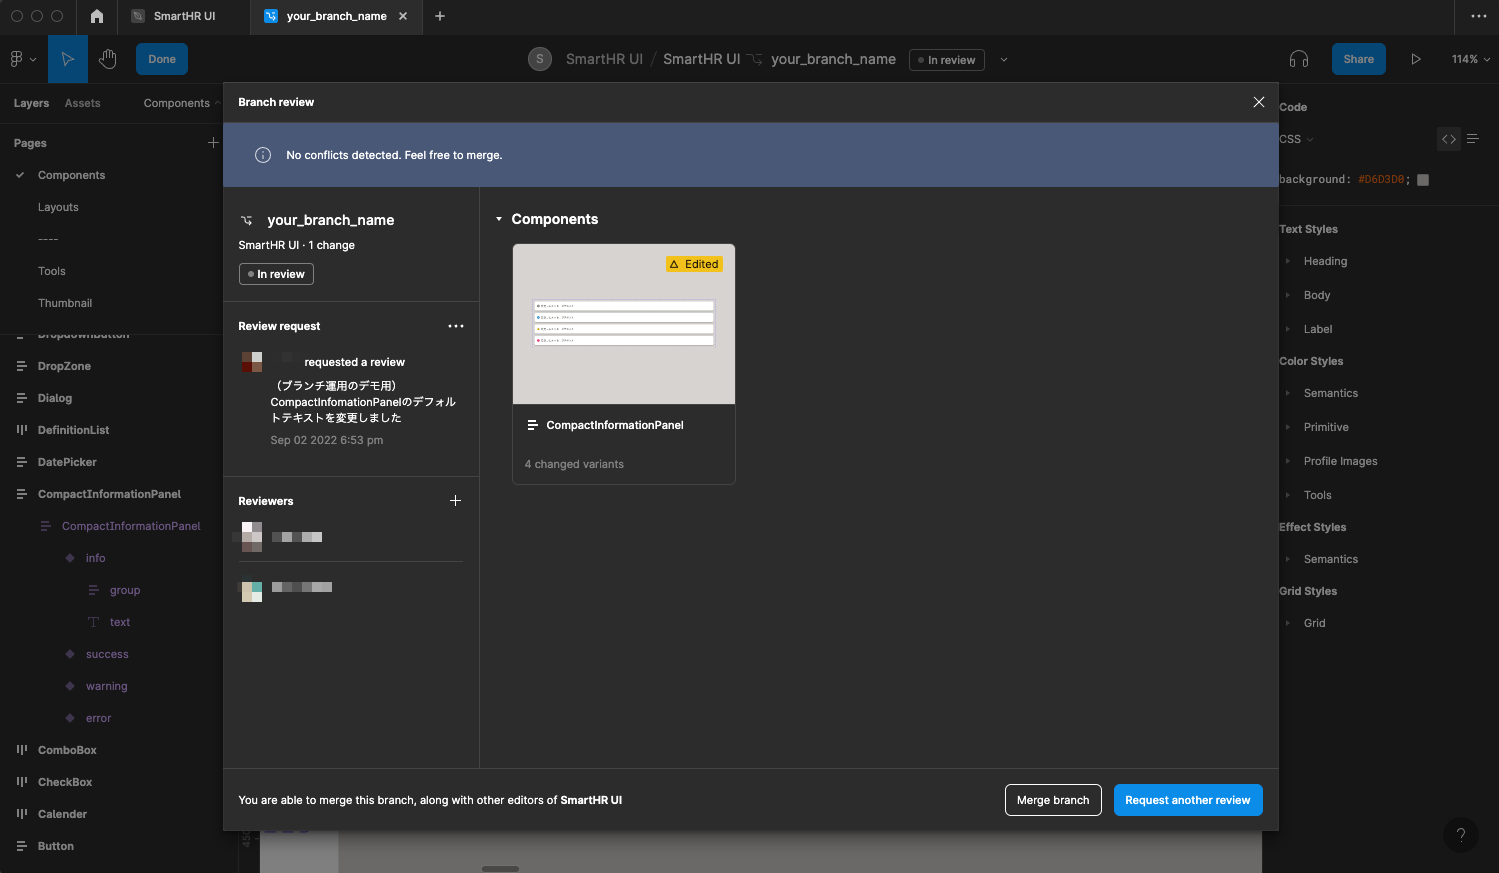 SmartHR UI
your_branch_name
Done
S SmartHR UI / SmartHR UI your_branch_name In review
Share
114%
Layers Assets Components
Pages
Components
Layouts
----
Tools
Thumbnail
DropdownButton
DropZone
Dialog
DefinitionList
DatePicker
CompactInformationPanel
CompactInformationPanel
info
group
text
success
warning
error
ComboBox
CheckBox
Calender
Button
Branch review
No conflicts detected. Feel free to merge.
your_branch_name
SmartHR UI · 1 change
In review
Review request
requested a review
（ブランチ運用のデモ用）
CompactInfomationPanelのデフォル
トテキストを変更しました
Sep 02 2022 6:53 pm
Reviewers
Components
Edited
CompactInformationPanel
4 changed variants
You are able to merge this branch, along with other editors of SmartHR UI
Merge branch
Request another review
Code
CSS
background: #D6D3D0;
Text Styles
Heading
Body
Label
Color Styles
Semantics
Primitive
Profile Images
Tools
Effect Styles
Semantics
Grid Styles
Grid
?